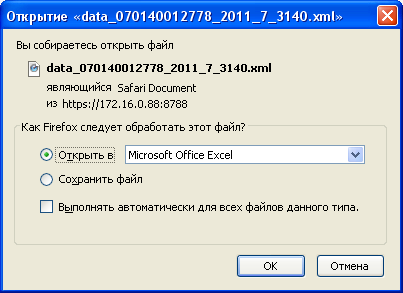 Открытие «data_070140012778_2011_7_3140.xml»
Вы собираетесь открыть файл
data_070140012778_2011_7_3140.xml
являющийся Safari Document
из https://172.16.0.88:8788
Как Firefox следует обработать этот файл?
Открыть в Microsoft Office Excel
Сохранить файл
Выполнять автоматически для всех файлов данного типа.
OK Отмена